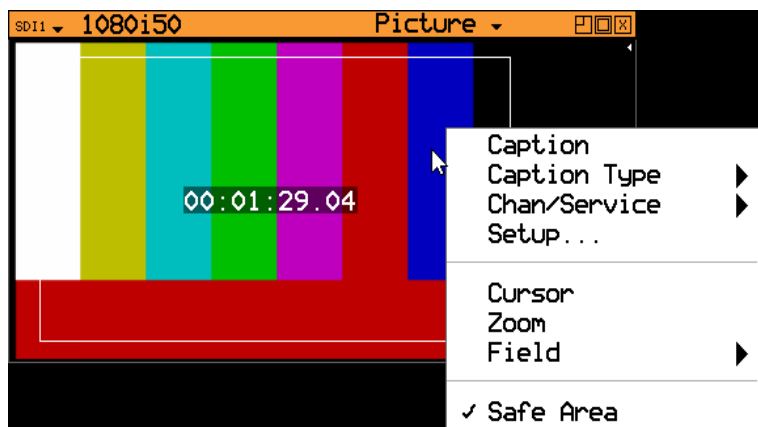 SDI1 1080i50 Picture
00:01:29.04
Caption
Caption Type
Chan/Service
Setup...
Cursor
Zoom
Field
✓ Safe Area